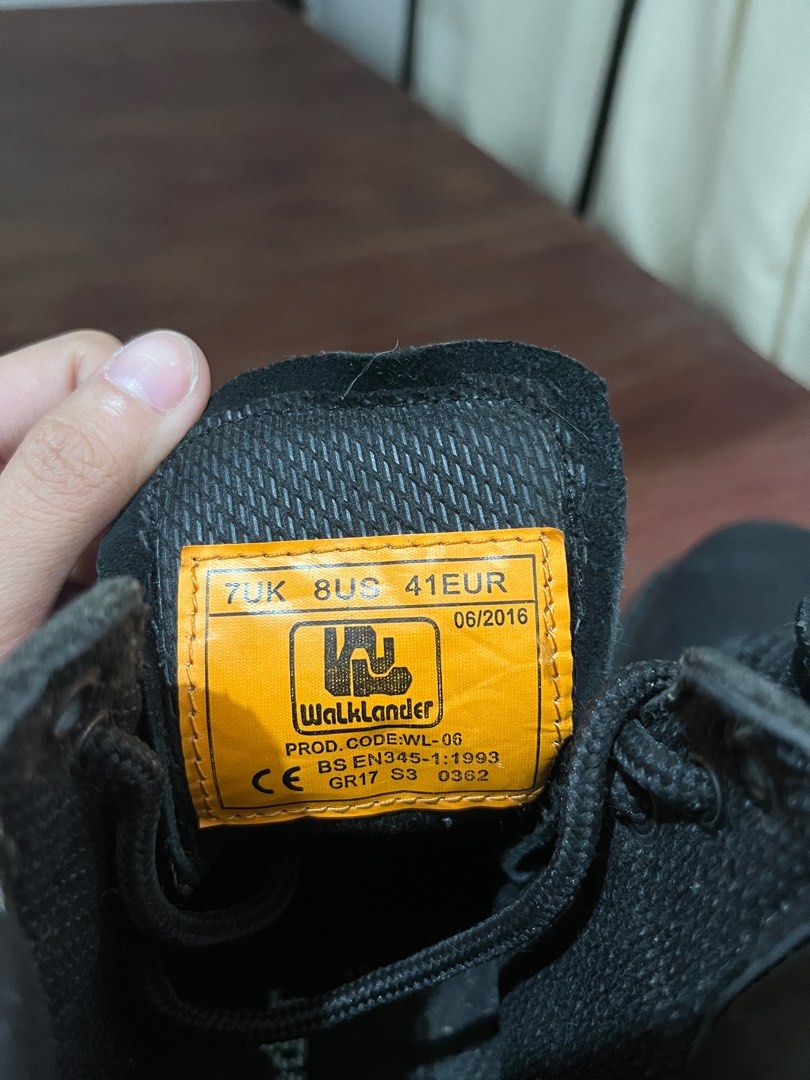 7UK 8US 41EUR
06/2016
WalkLander
PROD. CODE:WL-06
BS EN345-1:1993
CE GR17 S3 0362